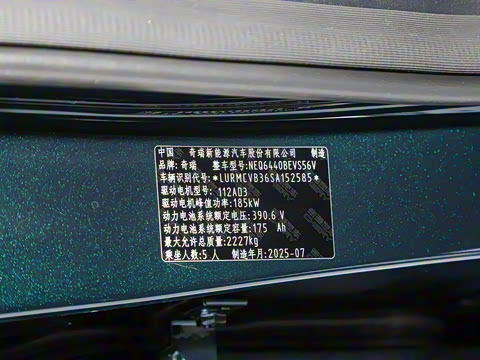 中国 奇瑞新能源汽车股份有限公司 制造
品牌:奇瑞 整车型号:NEQ6440BEVS56V
车辆识别代号:*LURMEVB36SA152585*
驱动电机型号:112AD3
驱动电机峰值功率:185kW
动力电池系统额定电压:390.6 V
动力电池系统额定容量:175 Ah
最大允许总质量:2227kg
乘坐人数:5 人 制造年月:2025-07